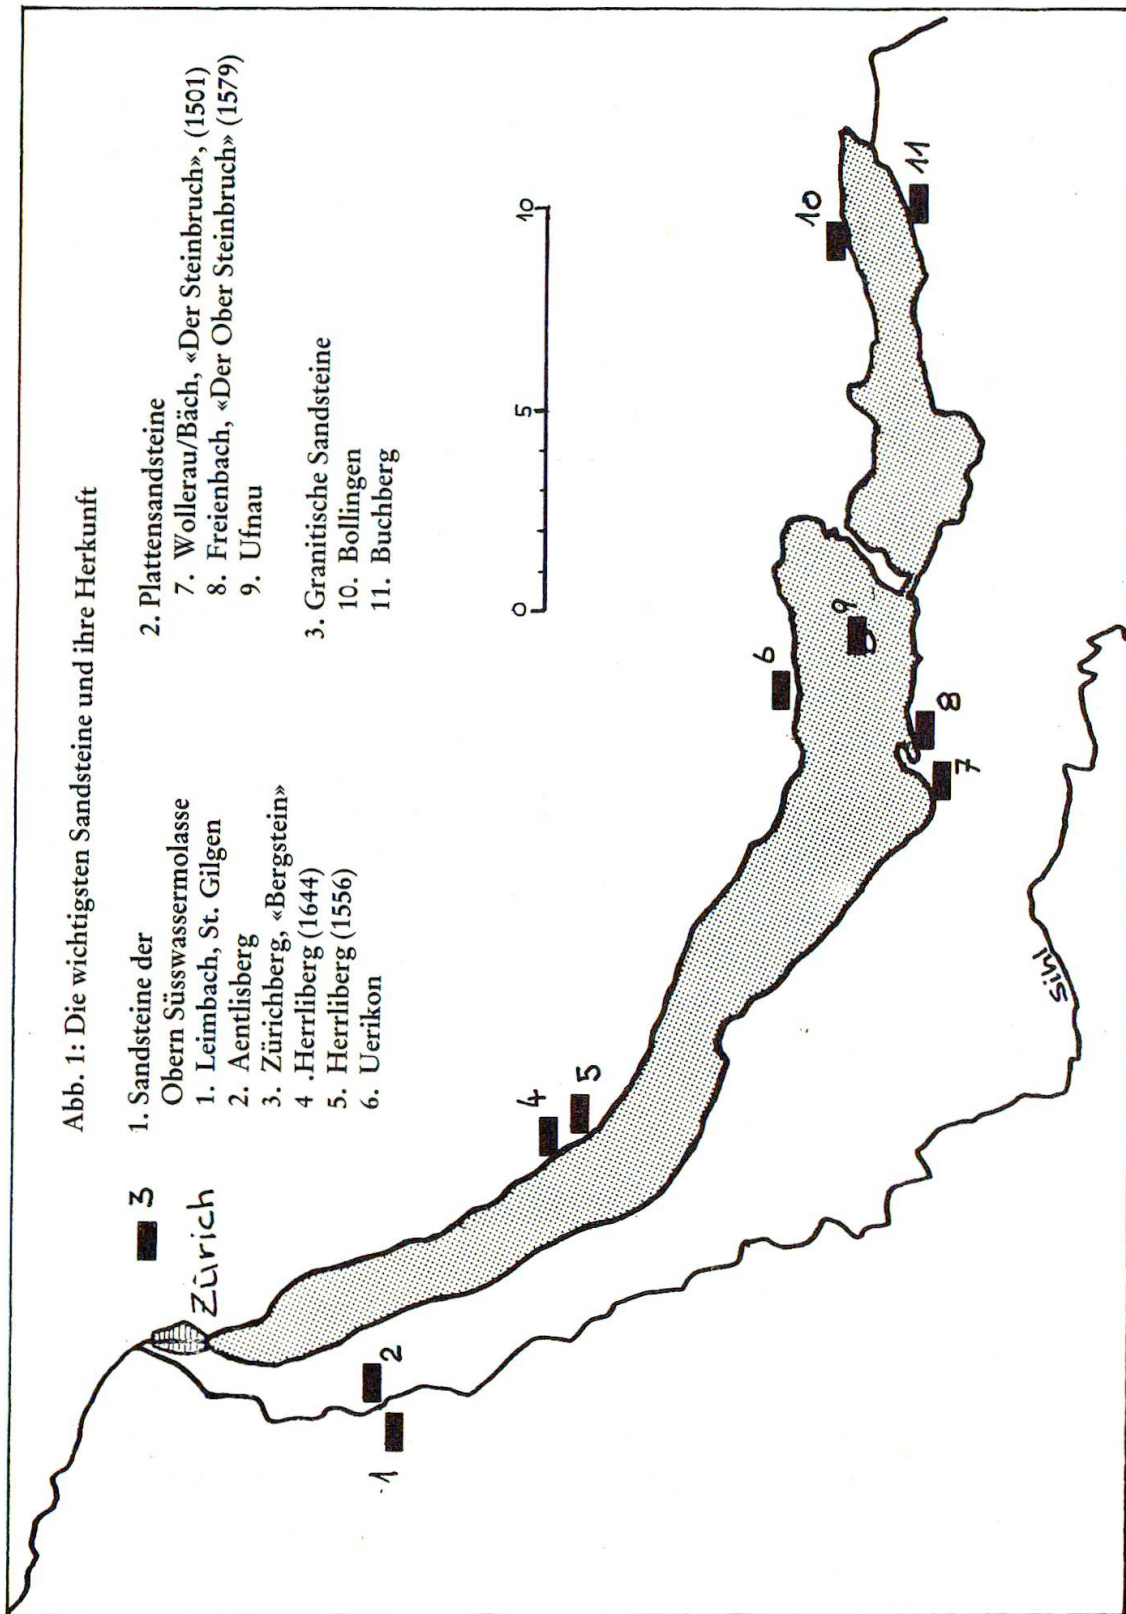 Abb. 1: Die wichtigsten Sandsteine und ihre Herkunft
1. Sandsteine der
Obern Süsswassermolasse
1. Leimbach, St. Gilgen
2. Aentlisberg
3. Zürichberg, «Bergstein»
4 .Herrliberg (1644)
5. Herrliberg (1556)
6. Uerikon
2. Plattensandsteine
7. Wollerau/Bäch, «Der Steinbruch», (1501)
8. Freienbach, «Der Ober Steinbruch» (1579)
9. Ufnau
3. Granitische Sandsteine
10. Bollingen
11. Buchberg
0 5 10
3
Zürich
2
1
4
5
6
9
8
7
10
11
Sihl